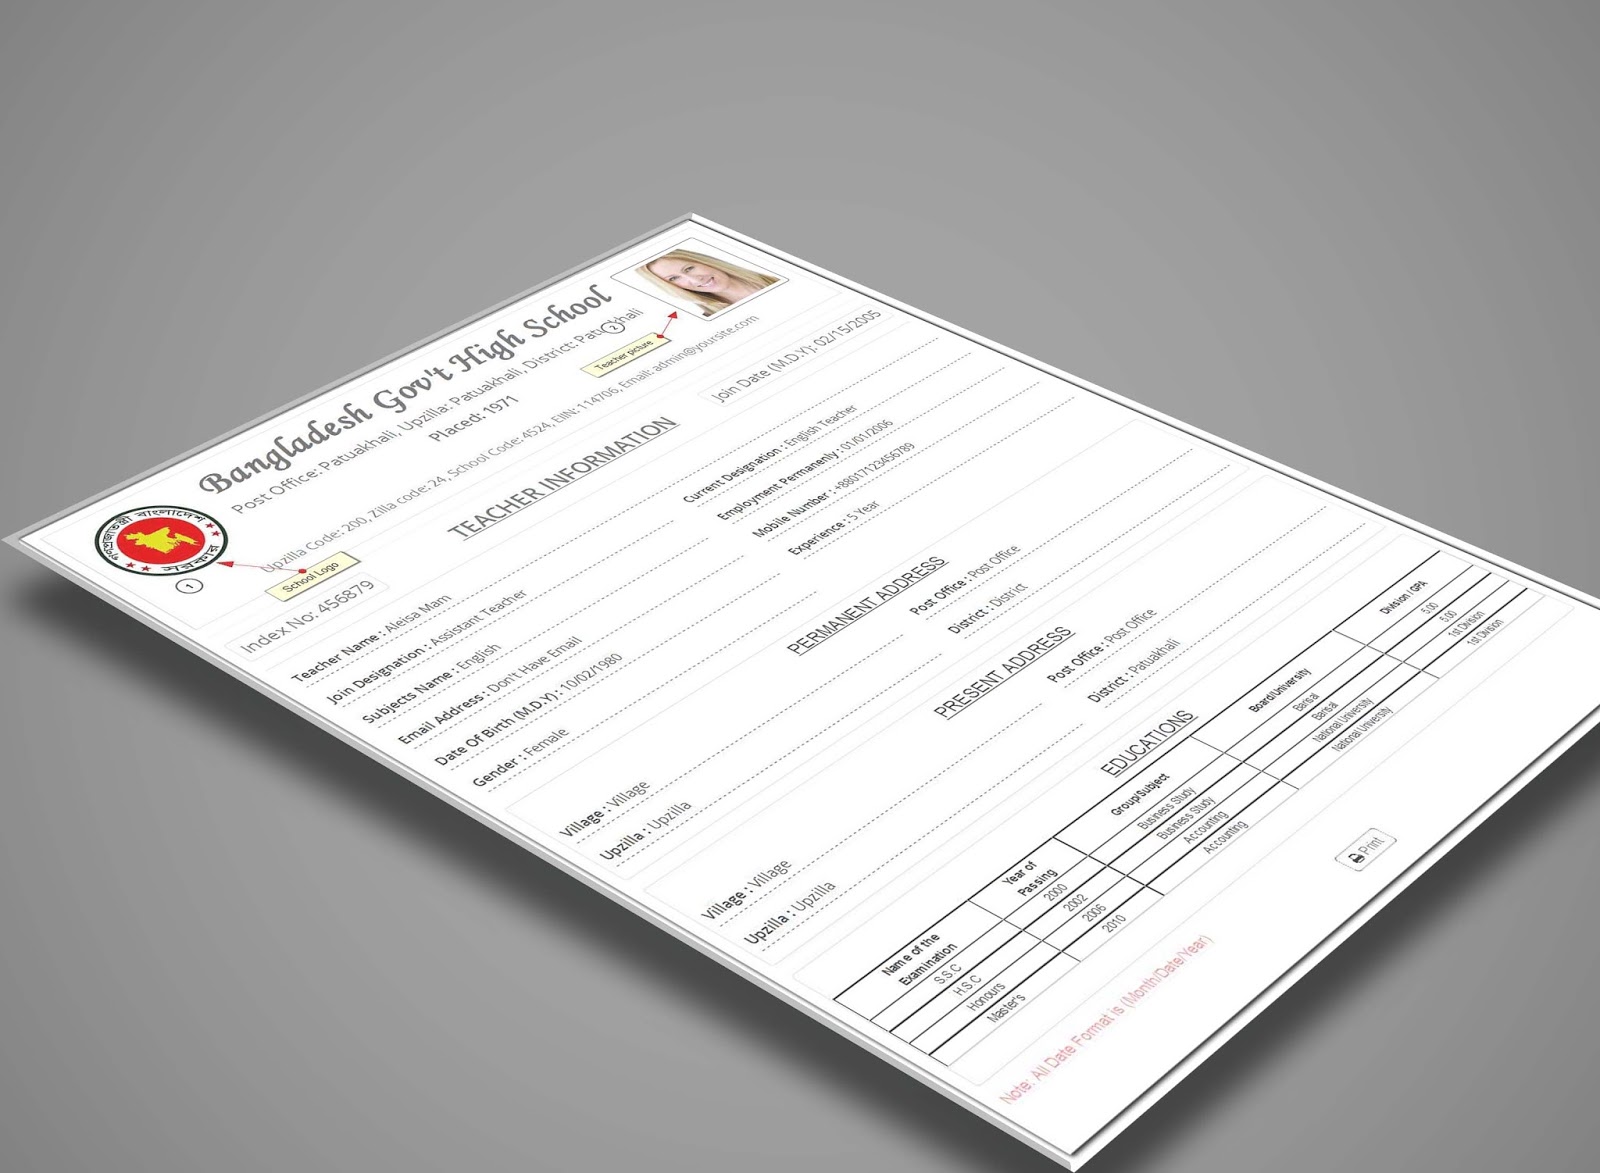 Bangladesh Gov't High School
Post Office: Patuakhali, Upzilla: Patuakhali, District: Patuakhali
Placed: 1971
Upzilla Code: 200, Zilla code: 24, School Code: 4524, EIIN: 114706, Email: admin@yoursite.com
গণপ্রজাতন্ত্রী বাংলাদেশ
সরকার
1
School Logo
2
Teacher picture
Index No: 456879
TEACHER INFORMATION
Join Date (M.D.Y): 02/15/2005
Teacher Name : Aleisa Mam
Join Designation : Assistant Teacher
Current Designation : English Teacher
Subjects Name : English
Employment Permanenly : 01/01/2006
Email Address : Don't Have Email
Mobile Number : +88017123456789
Date Of Birth (M.D.Y) : 10/02/1980
Experience : 5 Year
Gender : Female
PERMANENT ADDRESS
Village : Village
Post Office : Post Office
Upzilla : Upzilla
District : District
PRESENT ADDRESS
Village : Village
Post Office : Post Office
Upzilla : Upzilla
District : Patuakhali
EDUCATIONS
Name of the Examination Year of Passing Group/Subject Board/University Division / GPA
S.S.C 2000 Business Study Barisal 5.00
H.S.C 2002 Business Study Barisal 5.00
Honours 2006 Accounting National University 1st Division
Master's 2010 Accounting National University 1st Division
Print
Note: All Date Format is (Month/Date/Year)